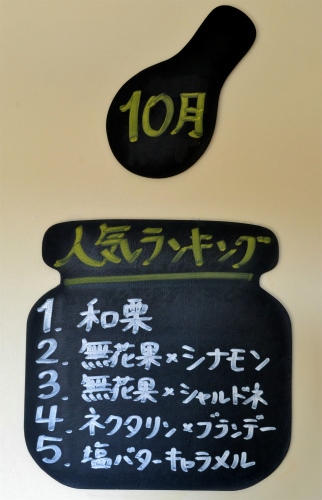 10月
人気ランキング
1. 和栗
2. 無花果×シナモン
3. 無花果×シャルドネ
4. ネクタリン×ブランデー
5. 塩バターキャラメル